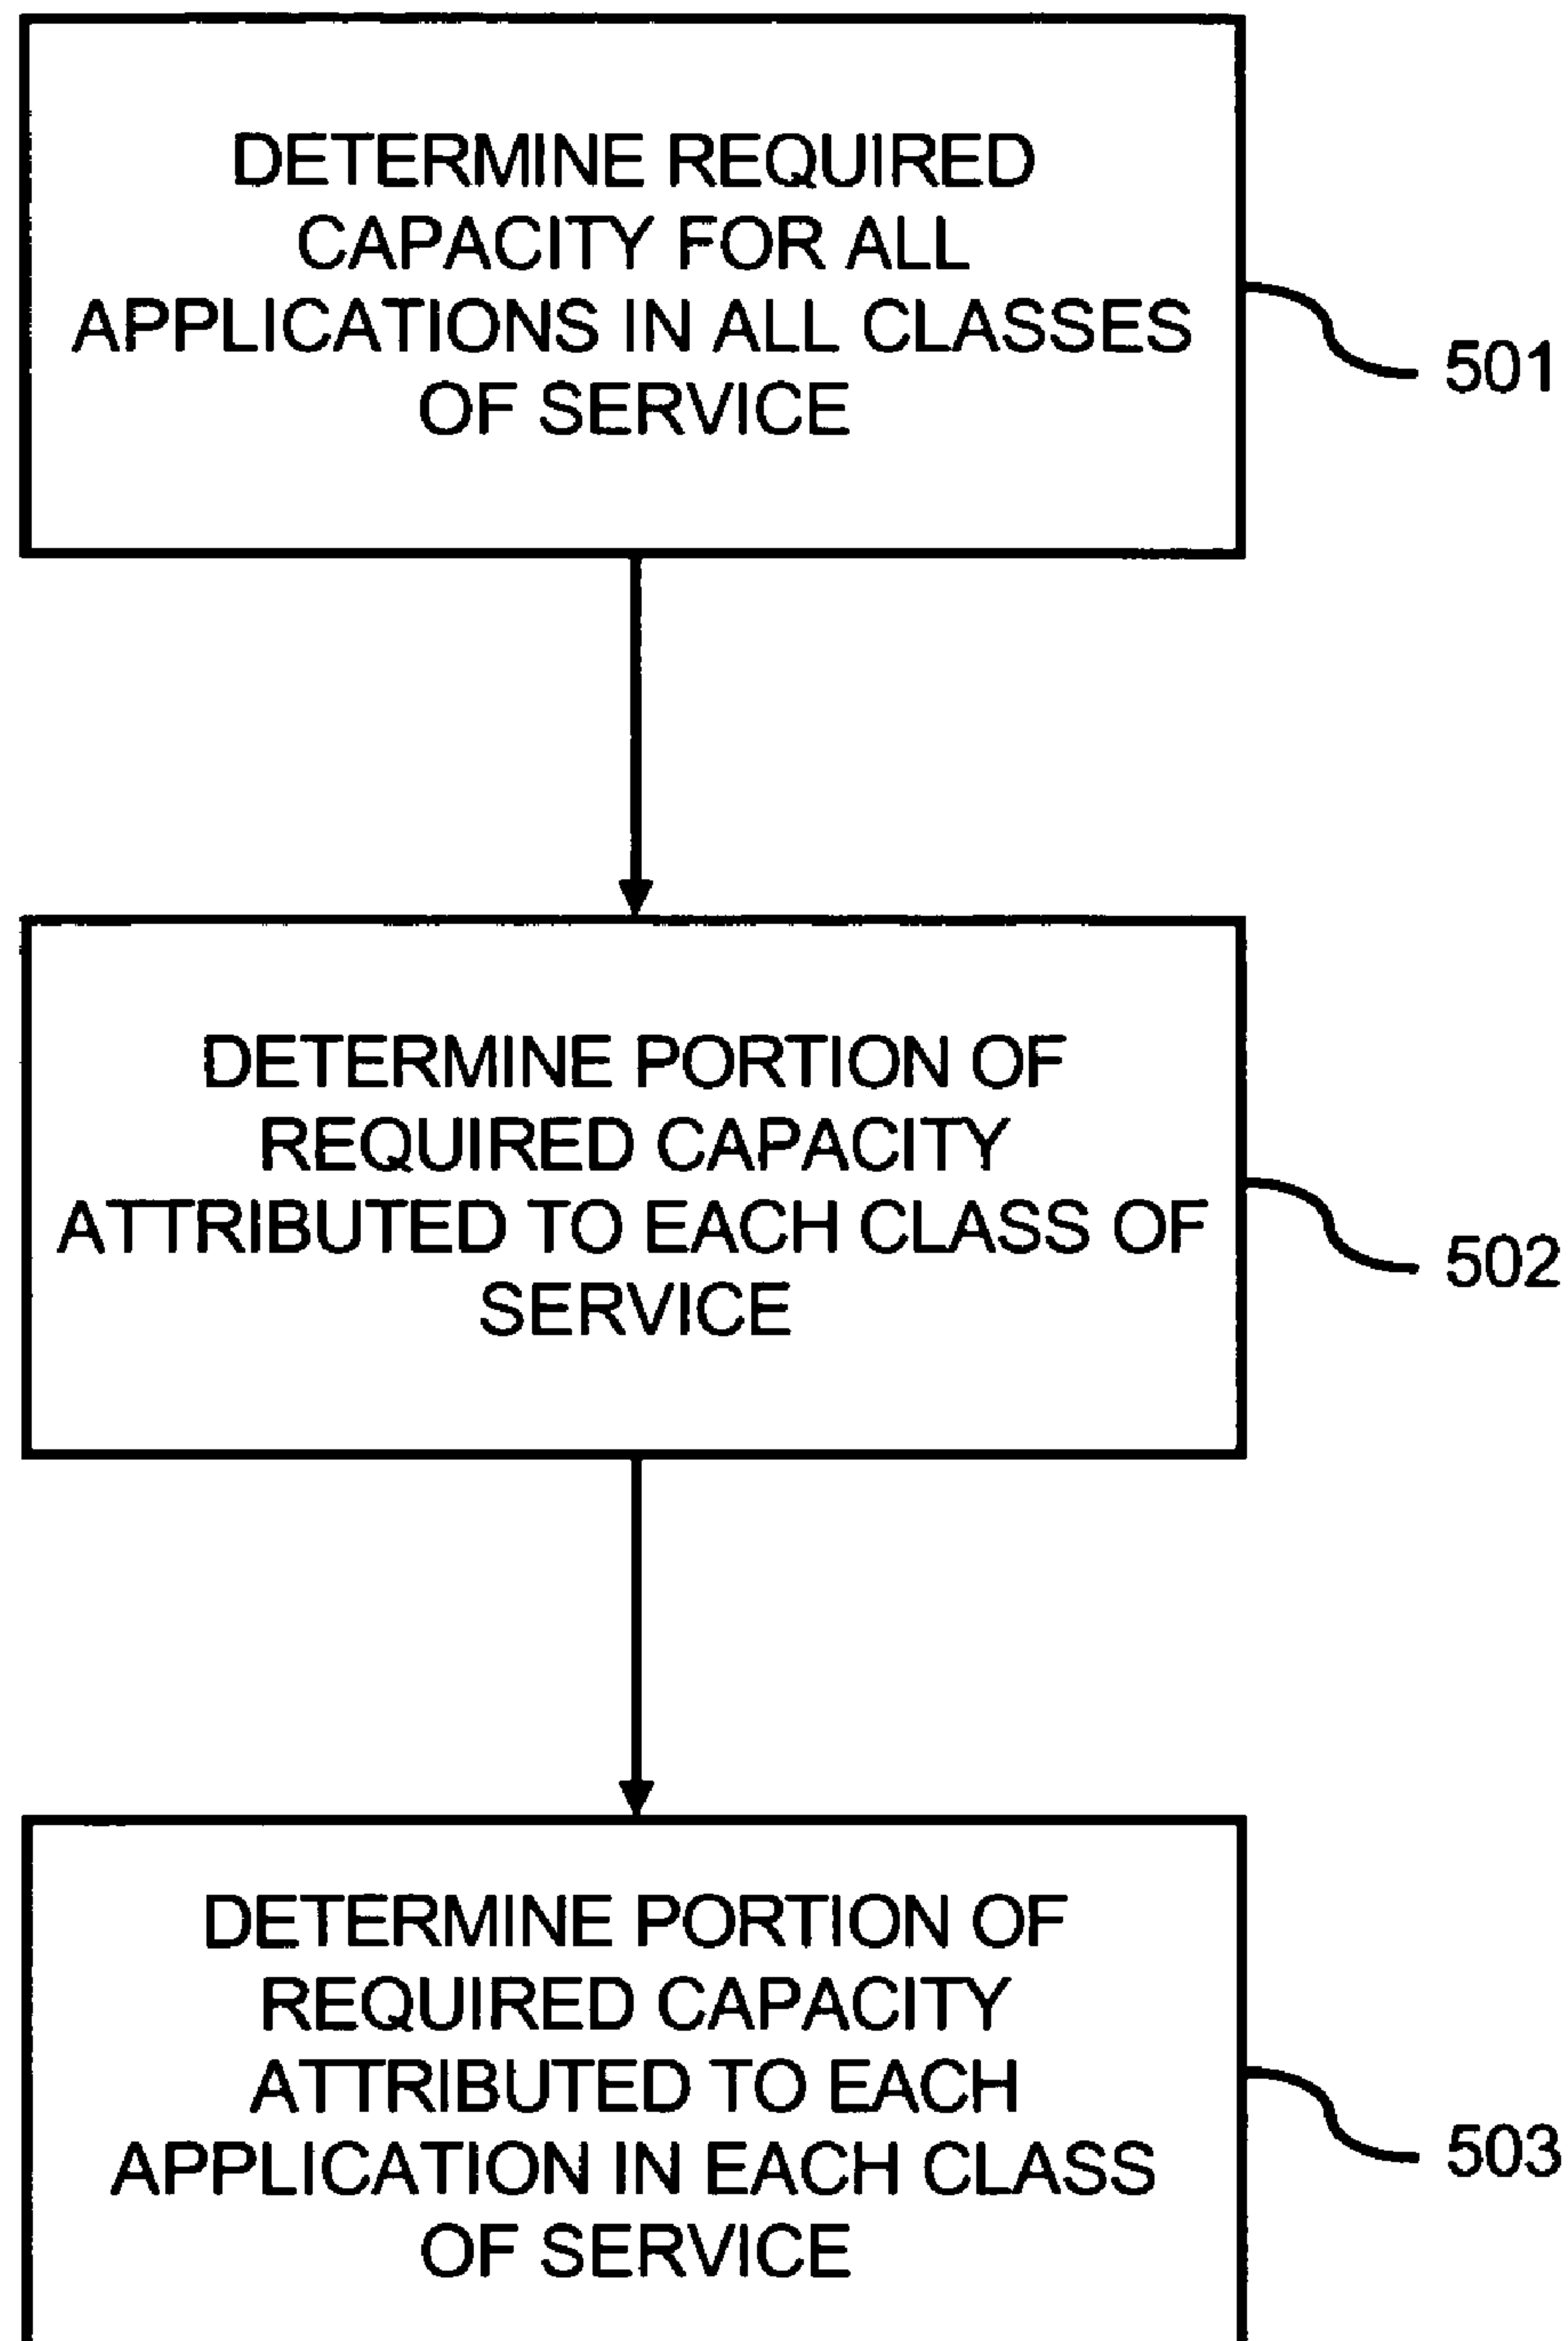 DETERMINE REQUIRED
CAPACITY FOR ALL
APPLICATIONS IN ALL CLASSES
OF SERVICE
501
DETERMINE PORTION OF
REQUIRED CAPACITY
ATTRIBUTED TO EACH CLASS OF
SERVICE
502
DETERMINE PORTION OF
REQUIRED CAPACITY
ATTRIBUTED TO EACH
APPLICATION IN EACH CLASS
OF SERVICE
503